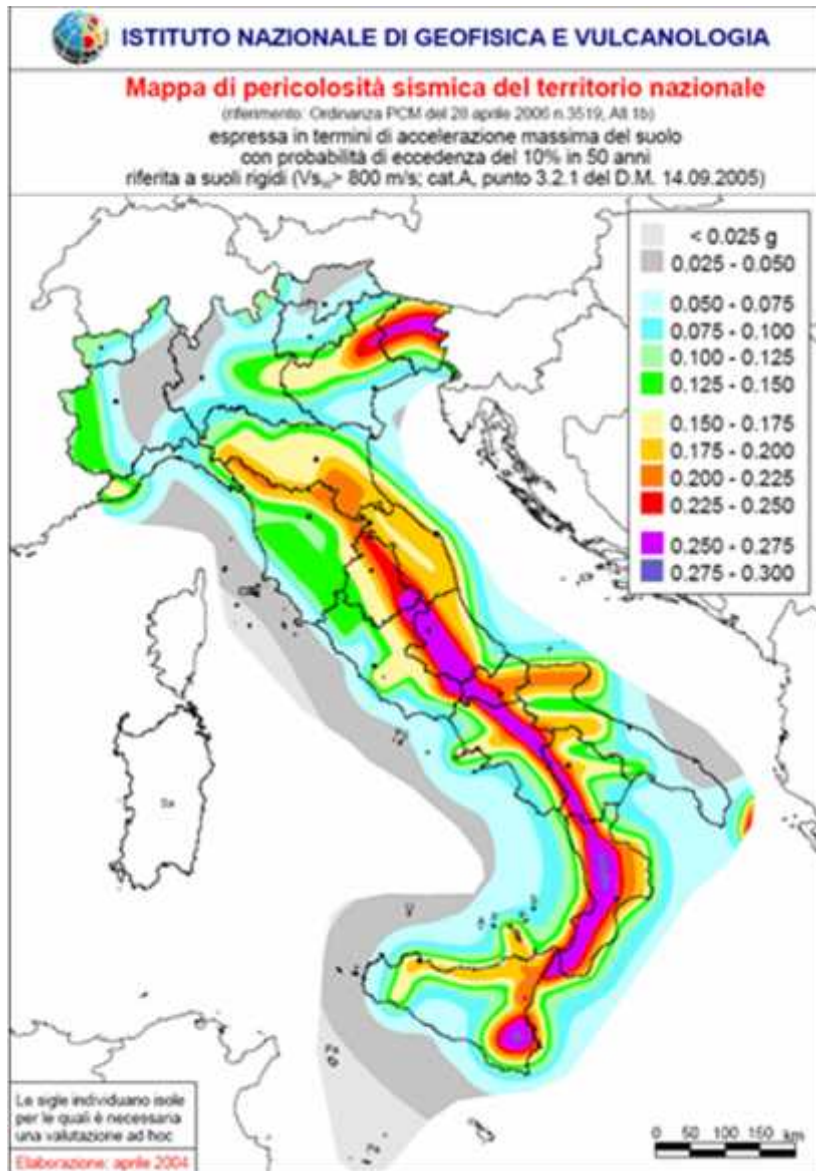 ISTITUTO NAZIONALE DI GEOFISICA E VULCANOLOGIA
Mappa di pericolosità sismica del territorio nazionale
(riferimento: Ordinanza PCM del 28 aprile 2006 n.3519, All.1b)
espressa in termini di accelerazione massima del suolo
con probabilità di eccedenza del 10% in 50 anni
riferita a suoli rigidi (Vs₃₀> 800 m/s; cat.A, punto 3.2.1 del D.M. 14.09.2005)
< 0.025 g
0.025 - 0.050
0.050 - 0.075
0.075 - 0.100
0.100 - 0.125
0.125 - 0.150
0.150 - 0.175
0.175 - 0.200
0.200 - 0.225
0.225 - 0.250
0.250 - 0.275
0.275 - 0.300
Le sigle individuano isole
per le quali è necessaria
una valutazione ad hoc
Elaborazione: aprile 2004
0 50 100 150
km